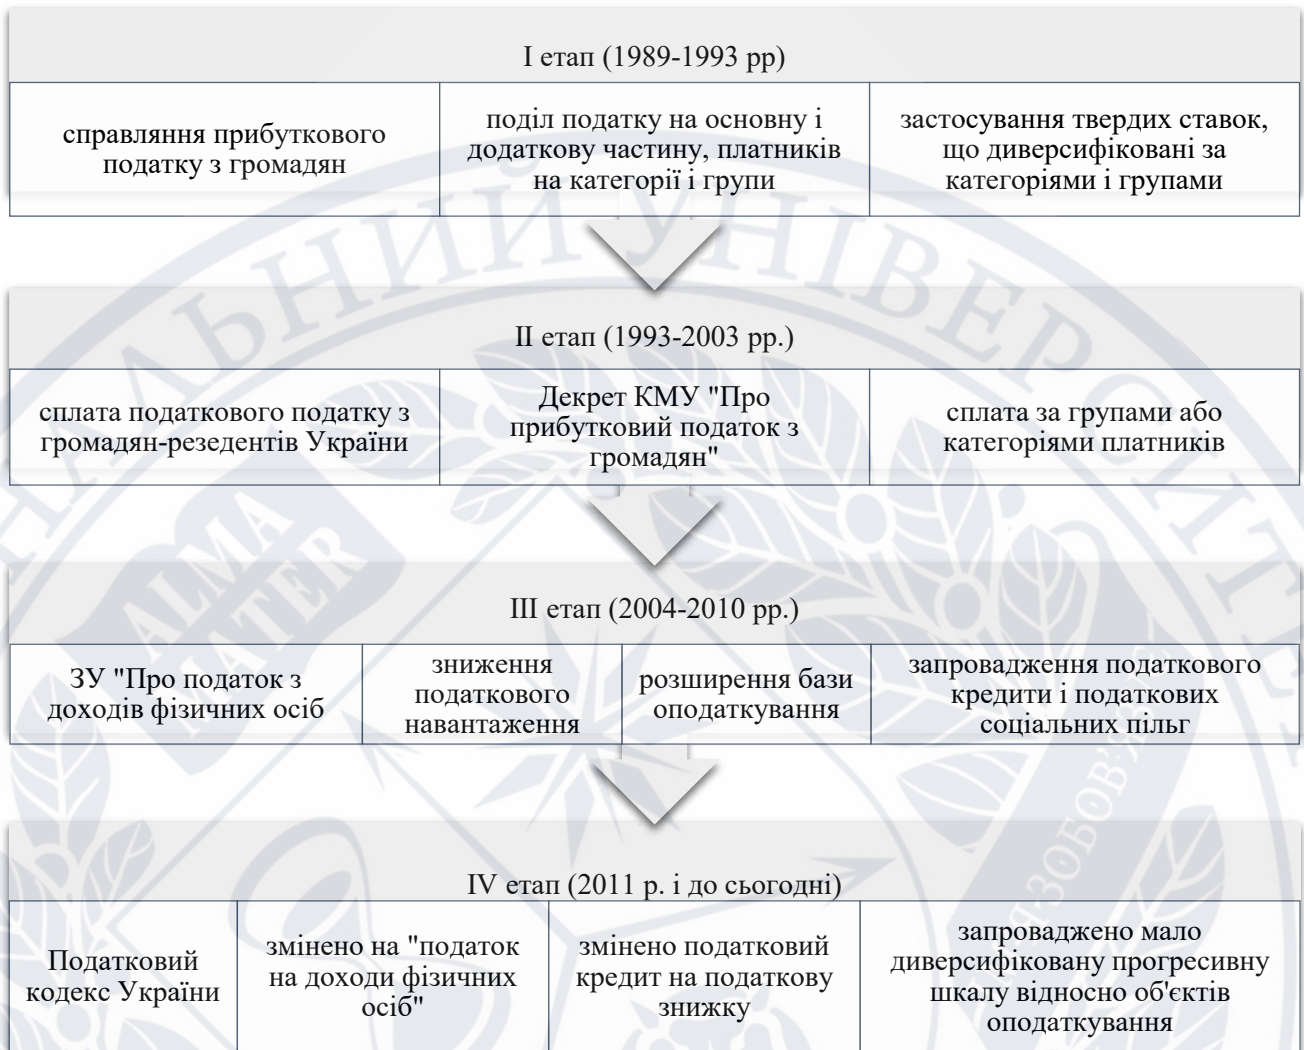 I етап (1989-1993 рр)
справляння прибуткового
податку з громадян
поділ податку на основну і
додаткову частину, платників
на категорії і групи
застосування твердих ставок,
що диверсифіковані за
категоріями і групами
II етап (1993-2003 рр.)
сплата податкового податку з
громадян-резедентів України
Декрет КМУ "Про
прибутковий податок з
громадян"
сплата за групами або
категоріями платників
III етап (2004-2010 рр.)
ЗУ "Про податок з
доходів фізичних осіб
зниження
податкового
навантаження
розширення бази
оподаткування
запровадження податкового
кредити і податкових
соціальних пільг
IV етап (2011 р. і до сьогодні)
Податковий
кодекс України
змінено на "податок
на доходи фізичних
осіб"
змінено податковий
кредит на податкову
знижку
запроваджено мало
диверсифіковану прогресивну
шкалу відносно об'єктів
оподаткування
ALMA
MATER